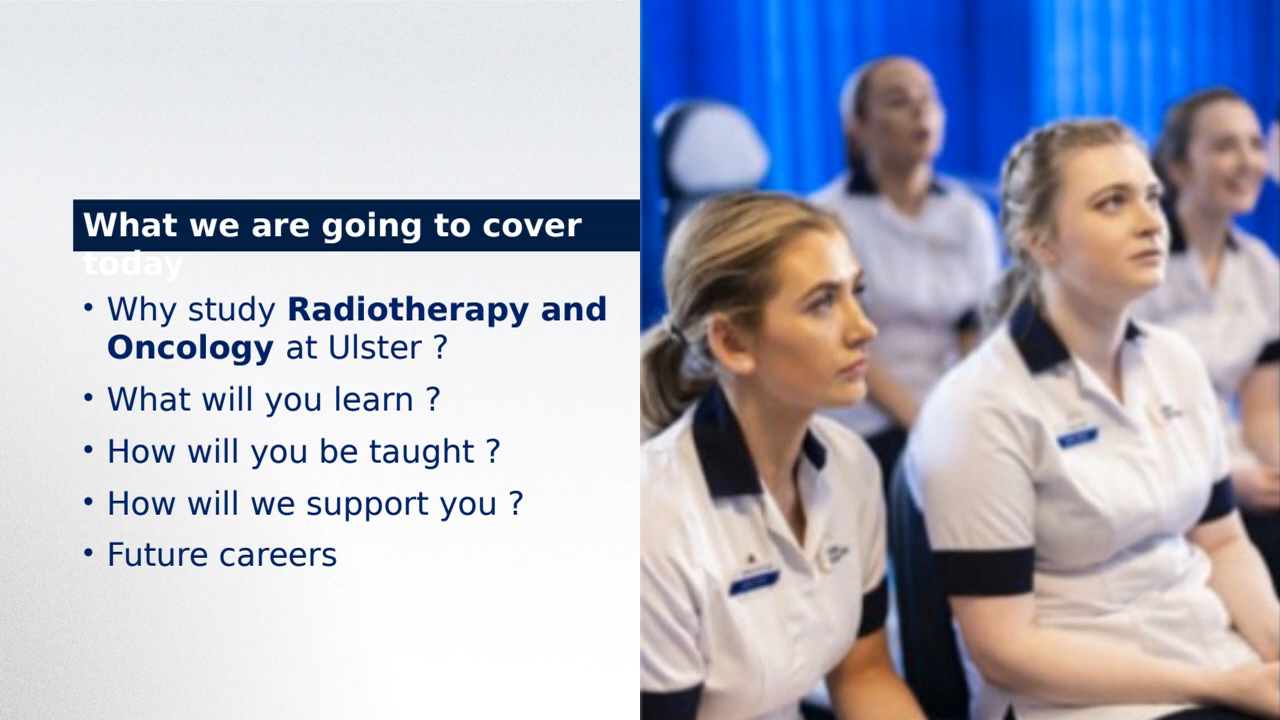 What we are going to cover
today
• Why study Radiotherapy and
Oncology at Ulster ?
• What will you learn ?
• How will you be taught ?
• How will we support you ?
• Future careers